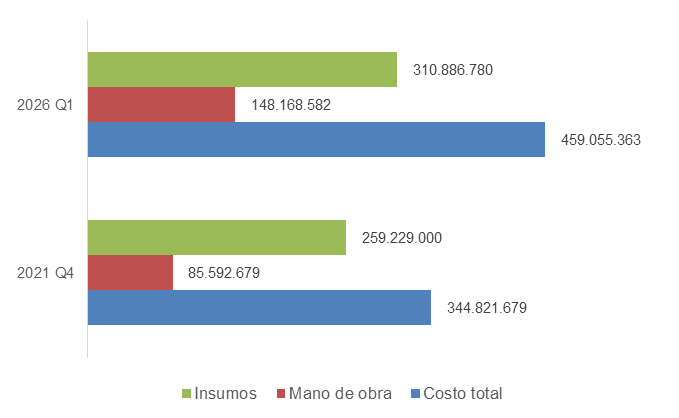 310.886.780
2026 Q1 148.168.582
459.055.363
259.229.000
2021 Q4 85.592.679
344.821.679
Insumos Mano de obra Costo total